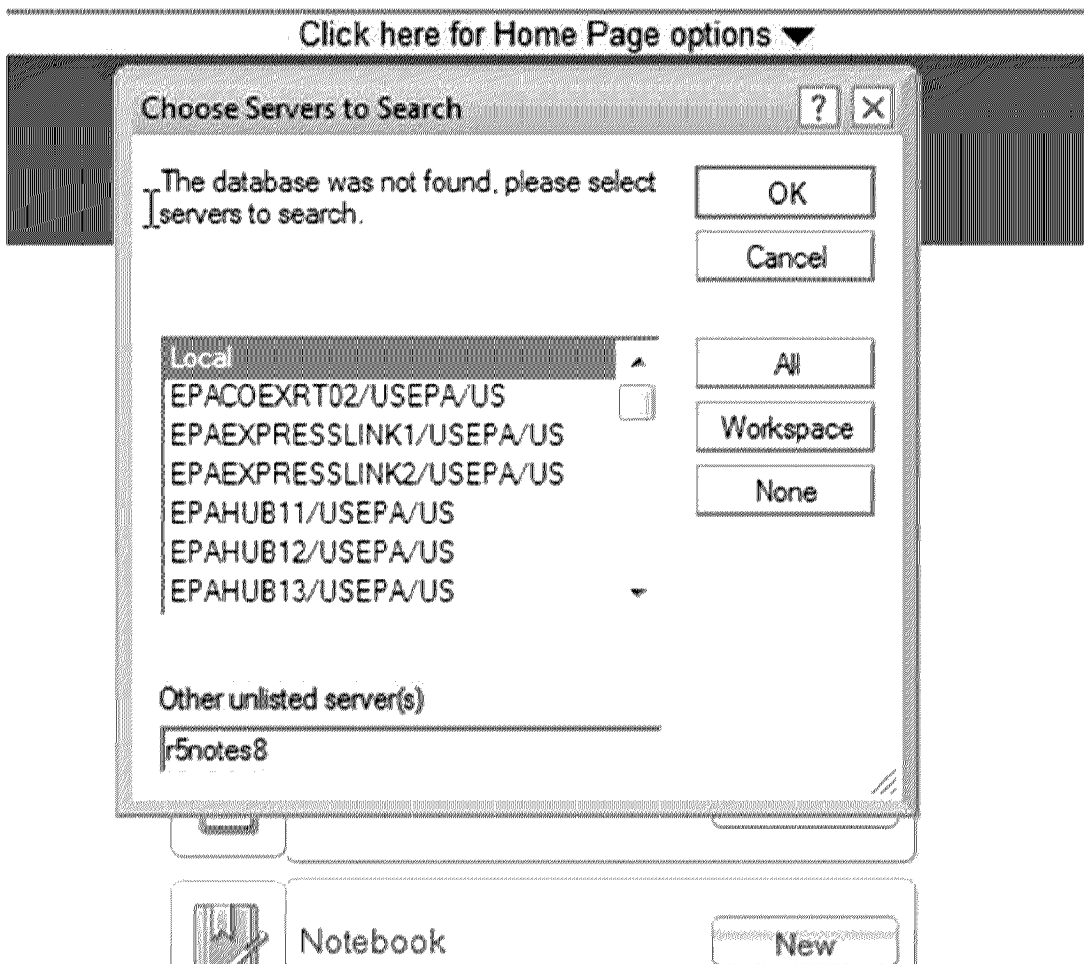 Click here for Home Page options
Choose Servers to Search
The database was not found, please select
servers to search.
OK
Cancel
Local
EPACOEXRT02/USEPA/US
EPAEXPRESSLINK1/USEPA/US
EPAEXPRESSLINK2/USEPA/US
EPAHUB11/USEPA/US
EPAHUB12/USEPA/US
EPAHUB13/USEPA/US
All
Workspace
None
Other unlisted server(s)
r5notes8
Notebook
New